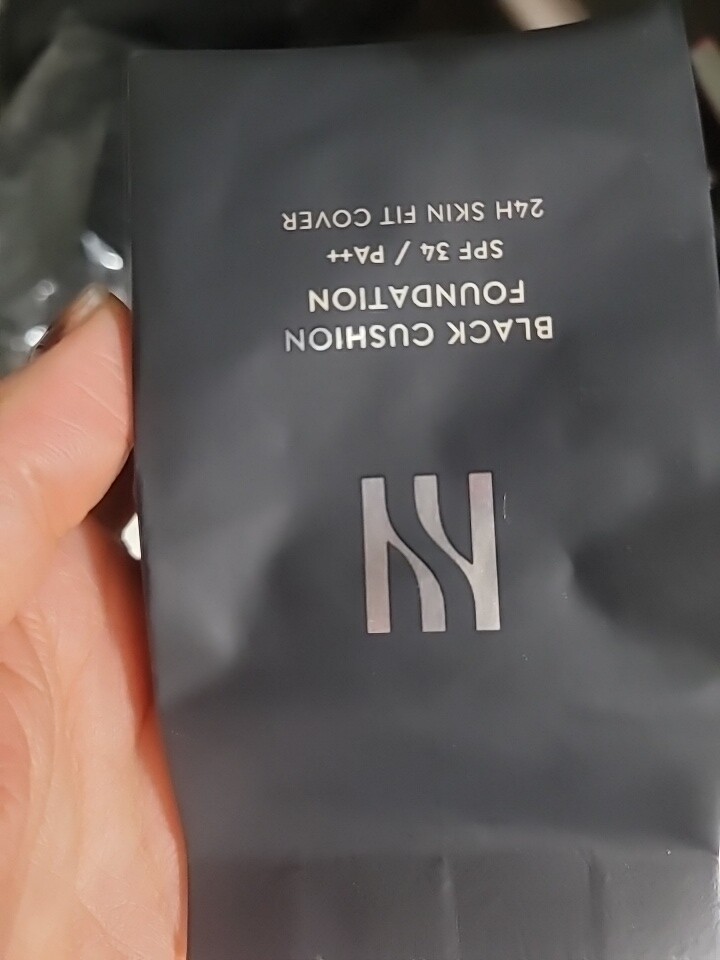 BLACK CUSHION
FOUNDATION
SPF 34 / PA++
24H SKIN FIT COVER